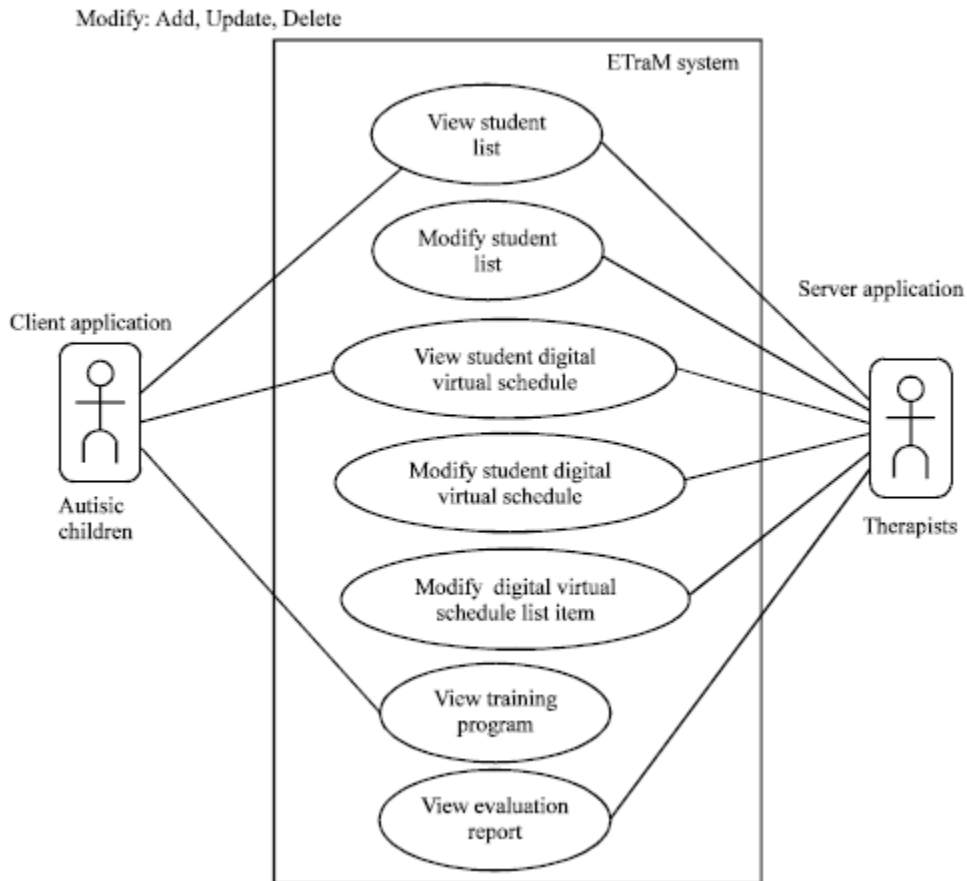 Modify: Add, Update, Delete
ETraM system
View student
list
Modify student
list
Server application
Client application
View student digital
virtual schedule
Modify student digital
virtual schedule
Autisic
children
Therapists
Modify digital virtual
schedule list item
View training
program
View evaluation
report